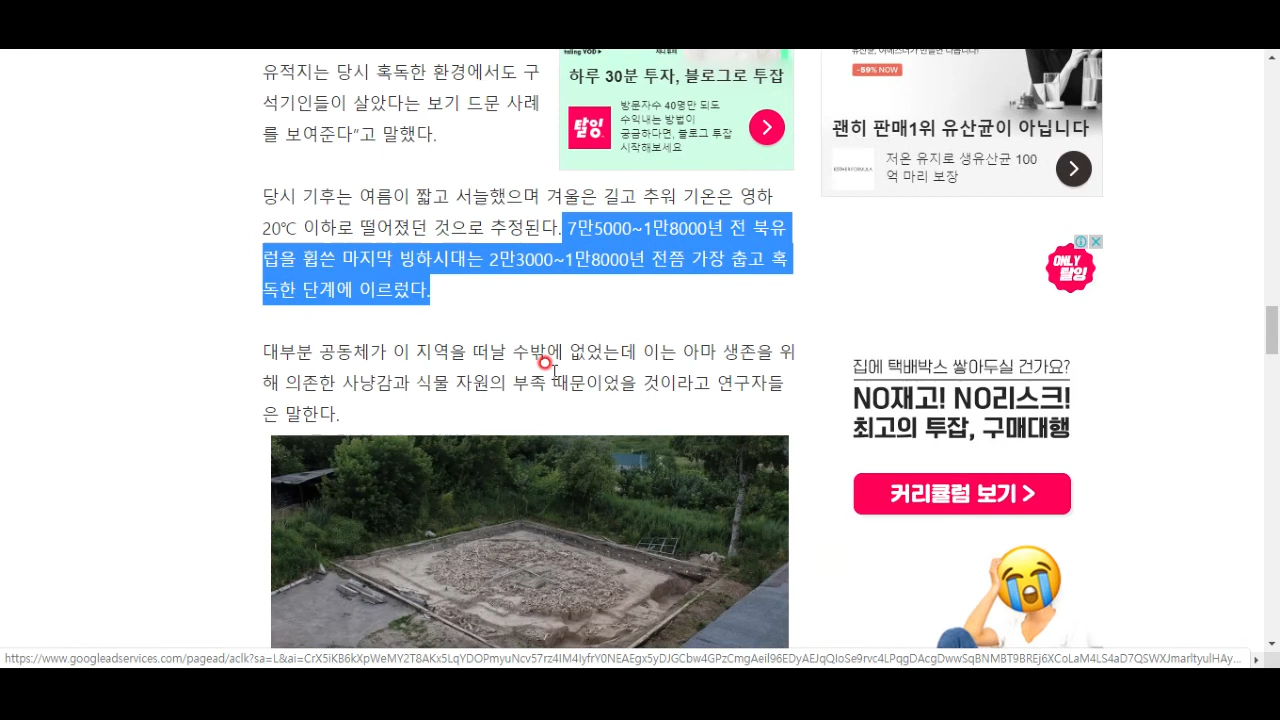 유적지는 당시 혹독한 환경에서도 구
석기인들이 살았다는 보기 드문 사례
를 보여준다”고 말했다.
하루 30분 투자, 블로그로 투잡
탈잉
방문자수 40명만 되도
수익내는 방법이
궁금하다면, 블로그 투잡
시작해보세요
당시 기후는 여름이 짧고 서늘했으며 겨울은 길고 추워 기온은 영하
20℃ 이하로 떨어졌던 것으로 추정된다. 7만5000~1만8000년 전 북유
럽을 휩쓴 마지막 빙하시대는 2만3000~1만8000년 전쯤 가장 춥고 혹
독한 단계에 이르렀다.
대부분 공동체가 이 지역을 떠날 수밖에 없었는데 이는 아마 생존을 위
해 의존한 사냥감과 식물 자원의 부족 때문이었을 것이라고 연구자들
은 말한다.
-59% NOW
괜히 판매1위 유산균이 아닙니다
저온 유지로 생유산균 100
억 마리 보장
ONLY
탈잉
집에 택배박스 쌓아두실 건가요?
NO재고! NO리스크!
최고의 투잡, 구매대행
커리큘럼 보기 >